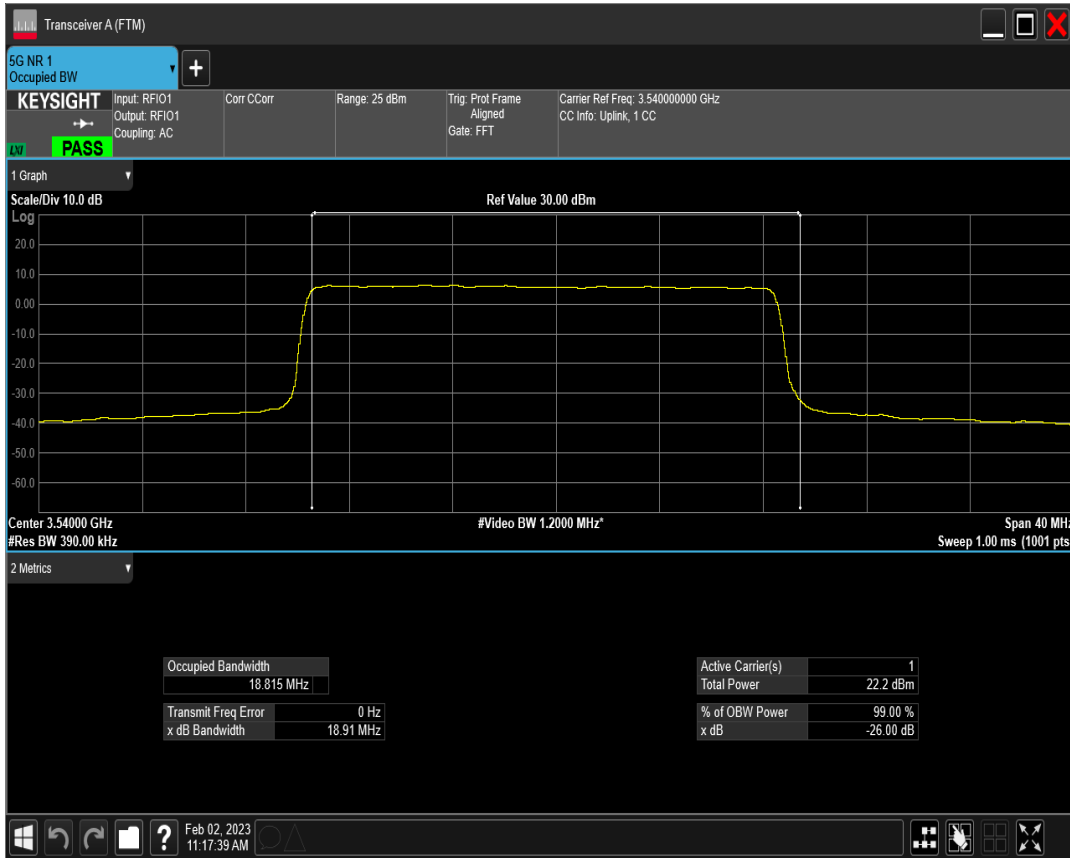 Transceiver A (FTM)
5G NR 1
Occupied BW
+
KEYSIGHT
LXI
PASS
Input: RFIO1
Output: RFIO1
Coupling: AC
Corr CCorr
Range: 25 dBm
Trig: Prot Frame
Aligned
Gate: FFT
Carrier Ref Freq: 3.540000000 GHz
CC Info: Uplink, 1 CC
1 Graph
Scale/Div 10.0 dB
Ref Value 30.00 dBm
Log
20.0
10.0
0.00
-10.0
-20.0
-30.0
-40.0
-50.0
-60.0
Center 3.54000 GHz
#Video BW 1.2000 MHz*
Span 40 MHz
#Res BW 390.00 kHz
Sweep 1.00 ms (1001 pts
2 Metrics
Occupied Bandwidth
18.815 MHz
Transmit Freq Error 0 Hz
x dB Bandwidth 18.91 MHz
Active Carrier(s) 1
Total Power 22.2 dBm
% of OBW Power 99.00 %
x dB -26.00 dB
?
Feb 02, 2023
11:17:39 AM